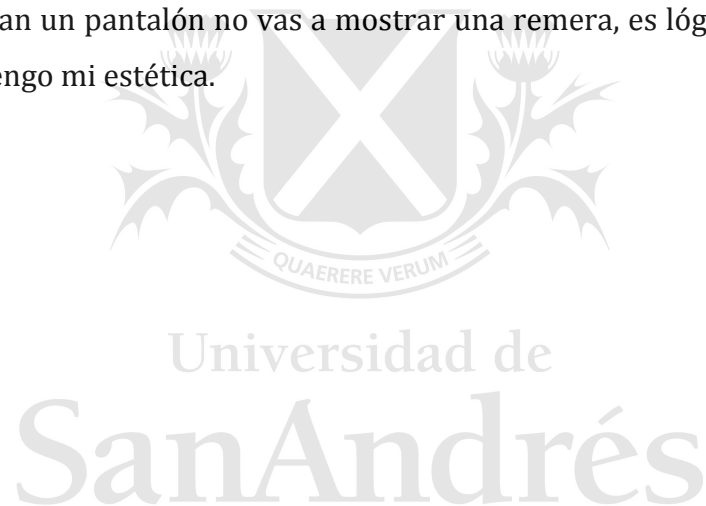 an un pantalón no vas a mostrar una remera, es lóg
engo mi estética.
QUAERERE VERUM
Universidad de
SanAndrés